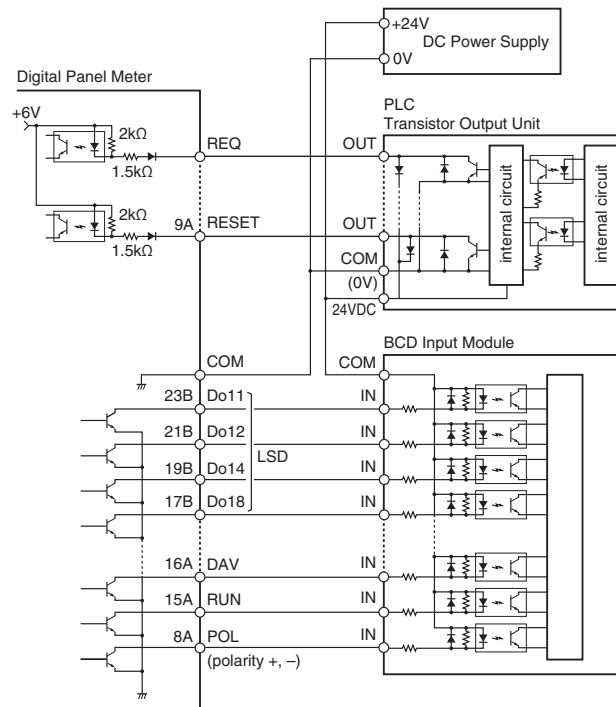 +24V
DC Power Supply
0V
Digital Panel Meter
PLC
Transistor Output Unit
+6V
2kΩ
REQ
OUT
1.5kΩ
internal circuit
internal circuit
2kΩ
9A RESET
OUT
1.5kΩ
COM
(0V)
24VDC
BCD Input Module
COM
COM
23B Do11
IN
21B Do12
IN
LSD
19B Do14
IN
17B Do18
IN
16A DAV
IN
15A RUN
IN
8A POL
IN
(polarity +, –)